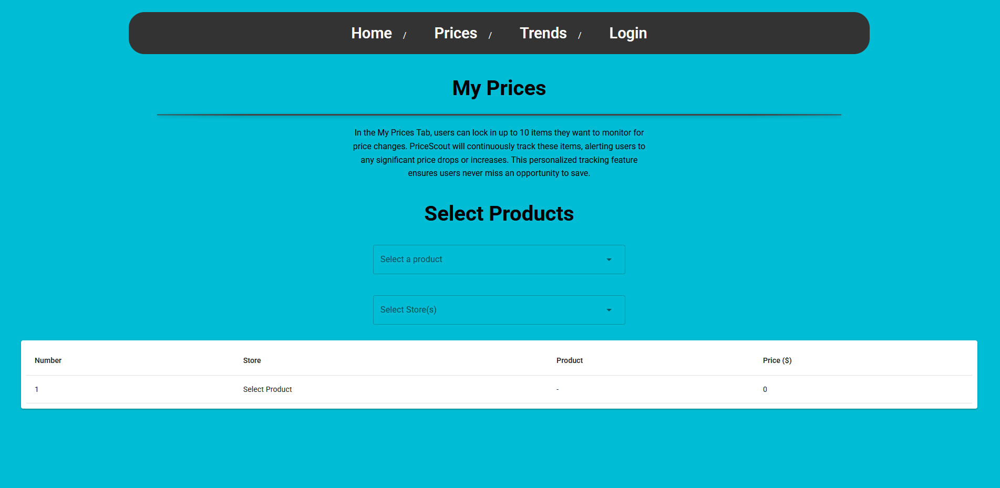 Home / Prices / Trends / Login
My Prices
In the My Prices Tab, users can lock in up to 10 items they want to monitor for
price changes. PriceScout will continuously track these items, alerting users to
any significant price drops or increases. This personalized tracking feature
ensures users never miss an opportunity to save.
Select Products
Select a product
Select Store(s)
Number Store Product Price ($)
1 Select Product - 0